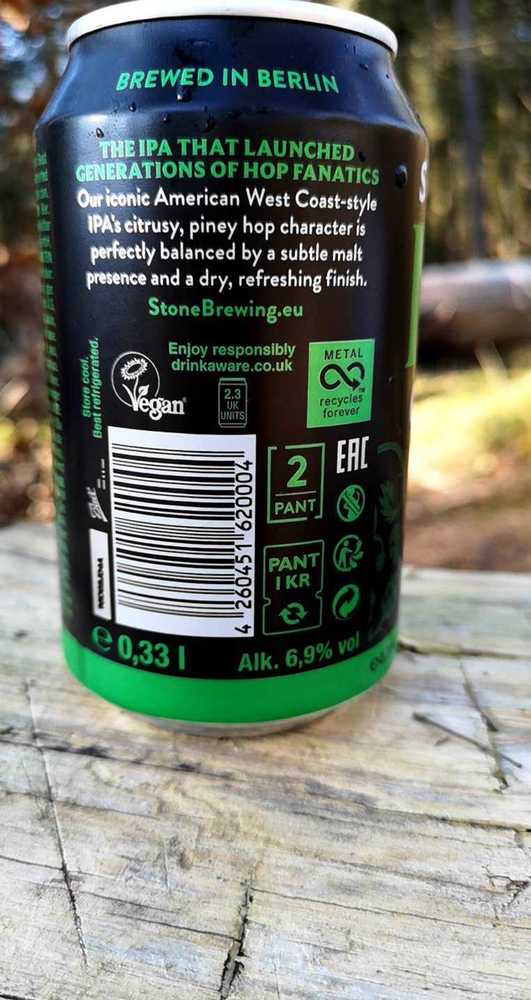 BREWED IN BERLIN
THE IPA THAT LAUNCHED
GENERATIONS OF HOP FANATICS
Our iconic American West Coast-style
IPA's citrusy, piney hop character is
perfectly balanced by a subtle malt
presence and a dry, refreshing finish.
StoneBrewing.eu
Store cool.
Best refrigerated.
Vegan
Enjoy responsibly
drinkaware.co.uk
2.3
UK
UNITS
METAL
recycles
forever
TM
Ball
4 260451 620004
2
PANT
EAC
PANT
1 KR
e 0,33 l
Alk. 6,9% vol
S